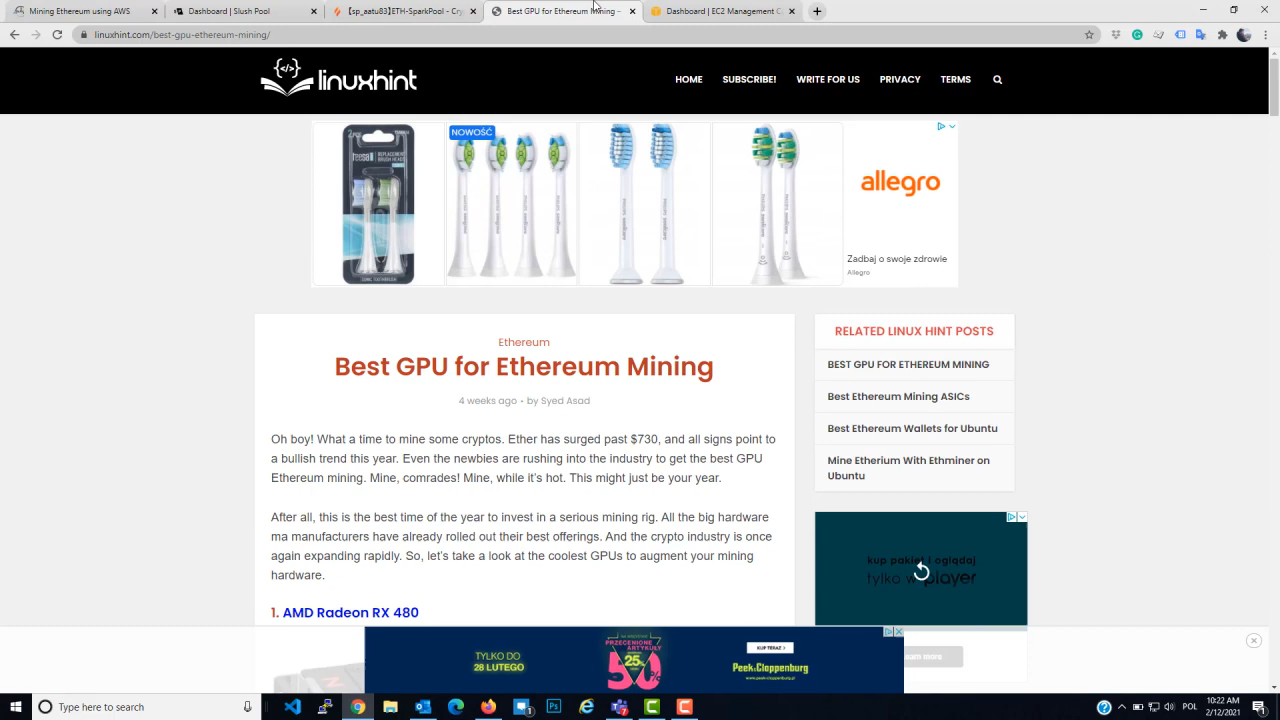 Mining Ethereum using AWS
Dashboard | Slush Pool
[sp_eatu83]ETH-SparkPool - Cry
Best GPU for Ethereum Mining -
Dashboard | EC2 Management C
linuxhint.com/best-gpu-ethereum-mining/
linuxhint
HOME
SUBSCRIBE!
WRITE FOR US
PRIVACY
TERMS
NOWOŚĆ
allegro
Zadbaj o swoje zdrowie
Allegro
Ethereum
Best GPU for Ethereum Mining
4 weeks ago • by Syed Asad
Oh boy! What a time to mine some cryptos. Ether has surged past $730, and all signs point to
a bullish trend this year. Even the newbies are rushing into the industry to get the best GPU
Ethereum mining. Mine, comrades! Mine, while it's hot. This might just be your year.
After all, this is the best time of the year to invest in a serious mining rig. All the big hardware
ma manufacturers have already rolled out their best offerings. And the crypto industry is once
again expanding rapidly. So, let's take a look at the coolest GPUs to augment your mining
hardware.
1. AMD Radeon RX 480
RELATED LINUX HINT POSTS
BEST GPU FOR ETHEREUM MINING
Best Ethereum Mining ASICs
Best Ethereum Wallets for Ubuntu
Mine Etherium With Ethminer on
Ubuntu
kup pakiet i oglądaj
tylko w player
TYLKO DO
28 LUTEGO
PRZECENIONE
ARTYKUŁY
25%
50%
KUP TERAZ >
Peek&Cloppenburg
www.peek-cloppenburg.pl
arn more
Type here to search
POL
10:22 AM
2/12/2021